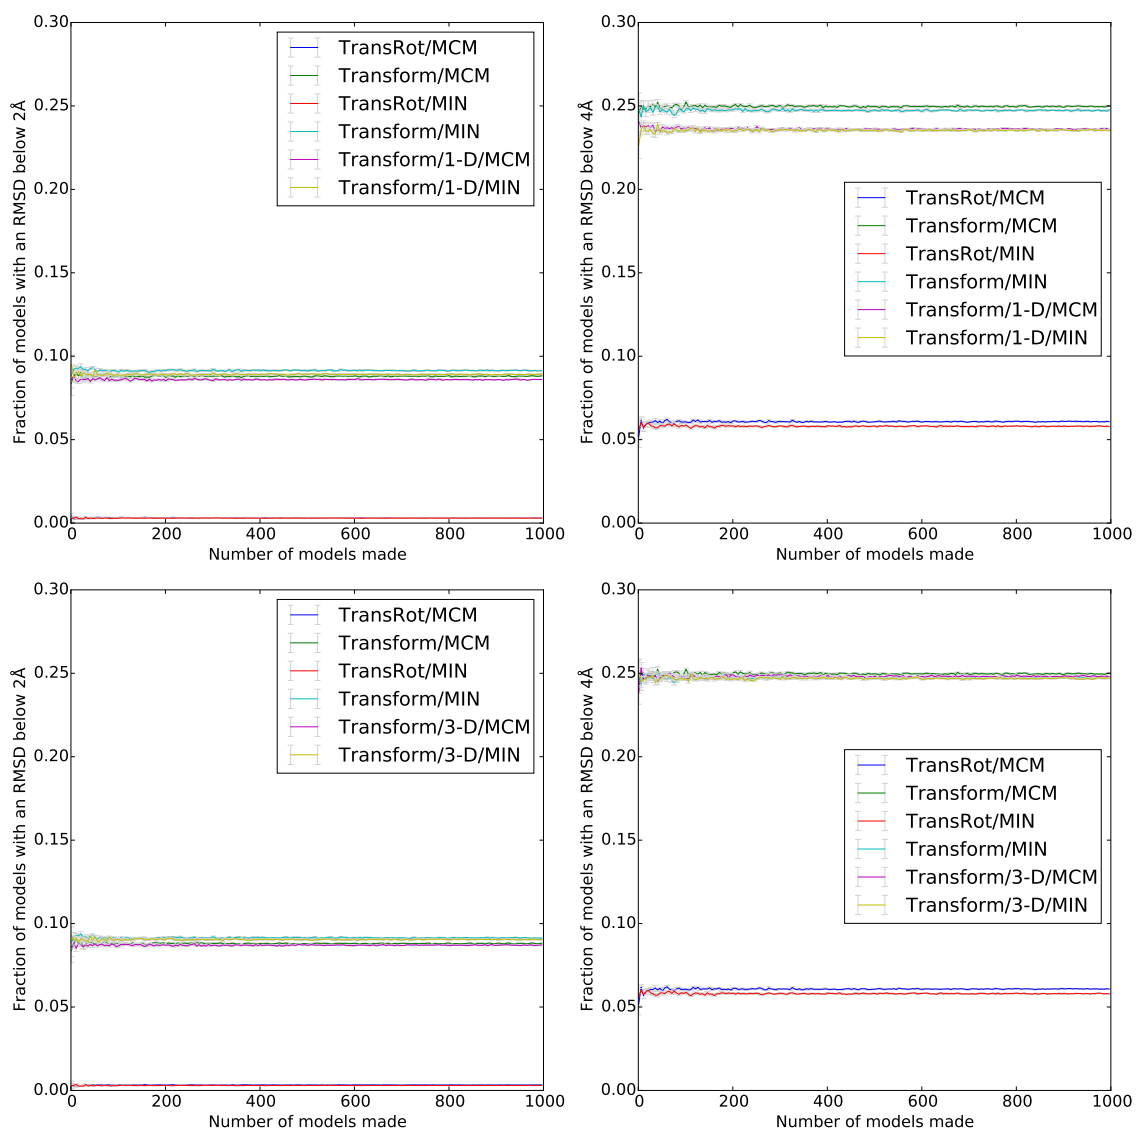 0.30
0.25
0.20
0.15
0.10
0.05
0.00
Fraction of models with an RMSD below 2Å
TransRot/MCM
Transform/MCM
TransRot/MIN
Transform/MIN
Transform/1-D/MCM
Transform/1-D/MIN
0 200 400 600 800 1000
Number of models made
0.30
0.25
0.20
0.15
0.10
0.05
0.00
Fraction of models with an RMSD below 4Å
TransRot/MCM
Transform/MCM
TransRot/MIN
Transform/MIN
Transform/1-D/MCM
Transform/1-D/MIN
0 200 400 600 800 1000
Number of models made
0.30
0.25
0.20
0.15
0.10
0.05
0.00
Fraction of models with an RMSD below 2Å
TransRot/MCM
Transform/MCM
TransRot/MIN
Transform/MIN
Transform/3-D/MCM
Transform/3-D/MIN
0 200 400 600 800 1000
Number of models made
0.30
0.25
0.20
0.15
0.10
0.05
0.00
Fraction of models with an RMSD below 4Å
TransRot/MCM
Transform/MCM
TransRot/MIN
Transform/MIN
Transform/3-D/MCM
Transform/3-D/MIN
0 200 400 600 800 1000
Number of models made